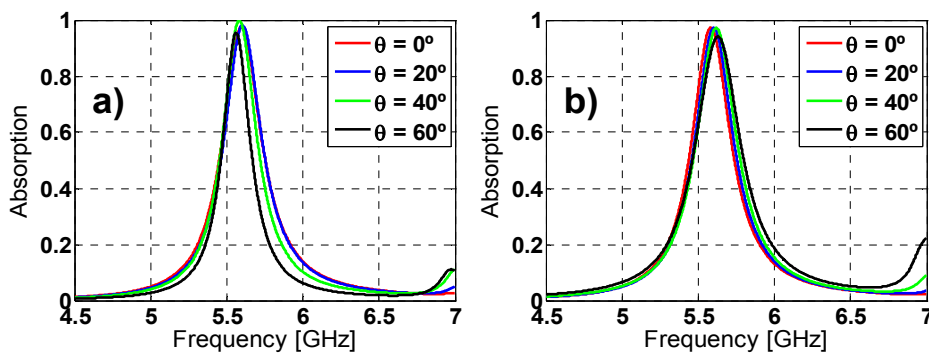 a)
Absorption
1
0.8
0.6
0.4
0.2
0
4.5 5 5.5 6 6.5 7
Frequency [GHz]
θ = 0º
θ = 20º
θ = 40º
θ = 60º
b)
Absorption
1
0.8
0.6
0.4
0.2
0
4.5 5 5.5 6 6.5 7
Frequency [GHz]
θ = 0º
θ = 20º
θ = 40º
θ = 60º